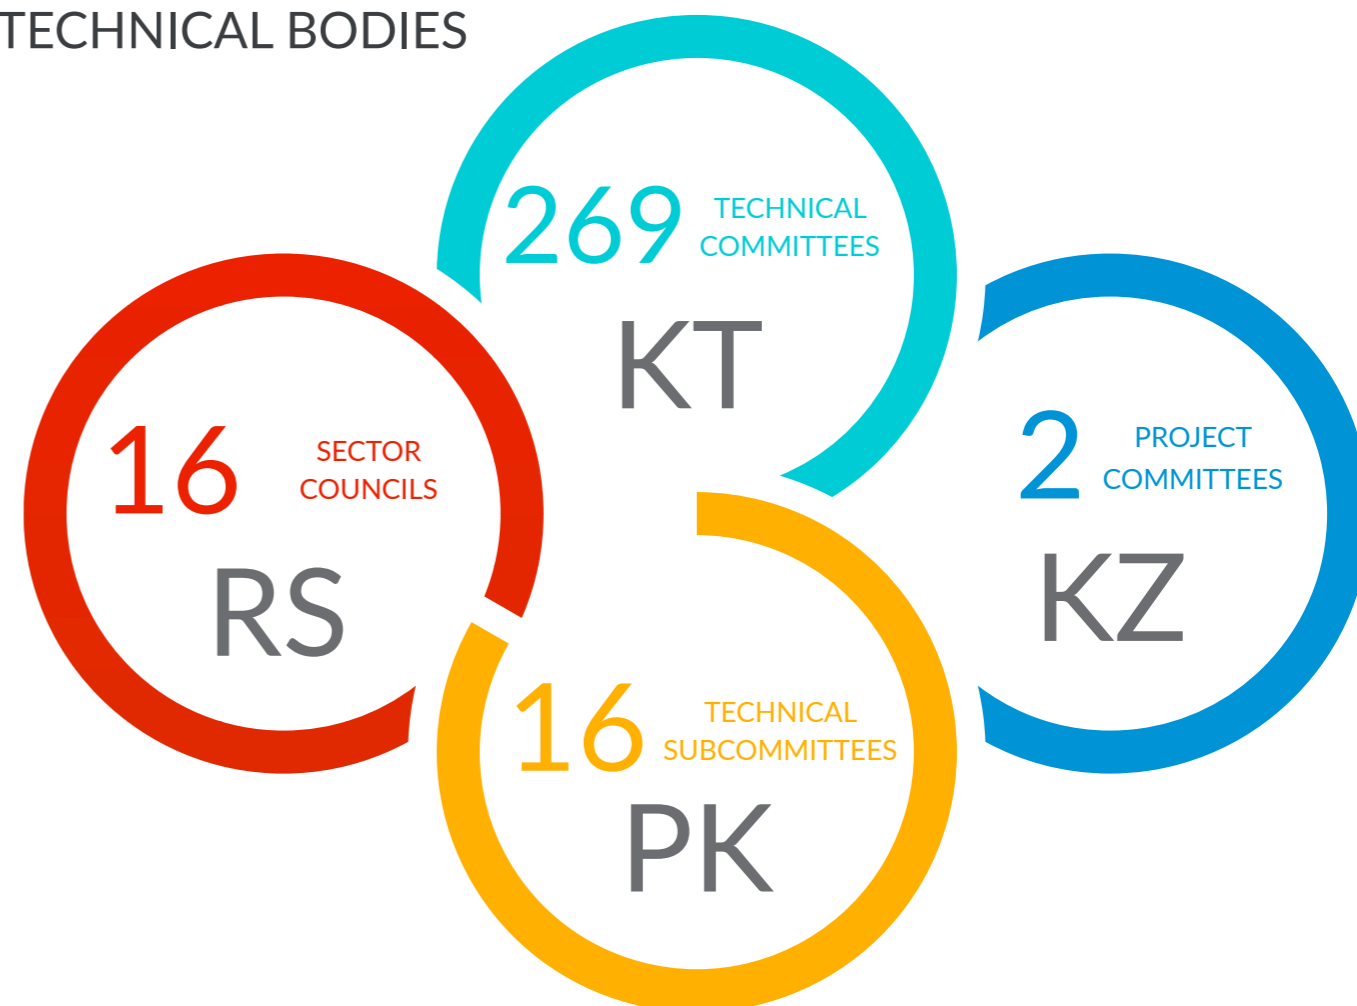 TECHNICAL BODIES
269
TECHNICAL
COMMITTEES
KT
16
SECTOR
COUNCILS
RS
2
PROJECT
COMMITTEES
KZ
16
TECHNICAL
SUBCOMMITTEES
PK